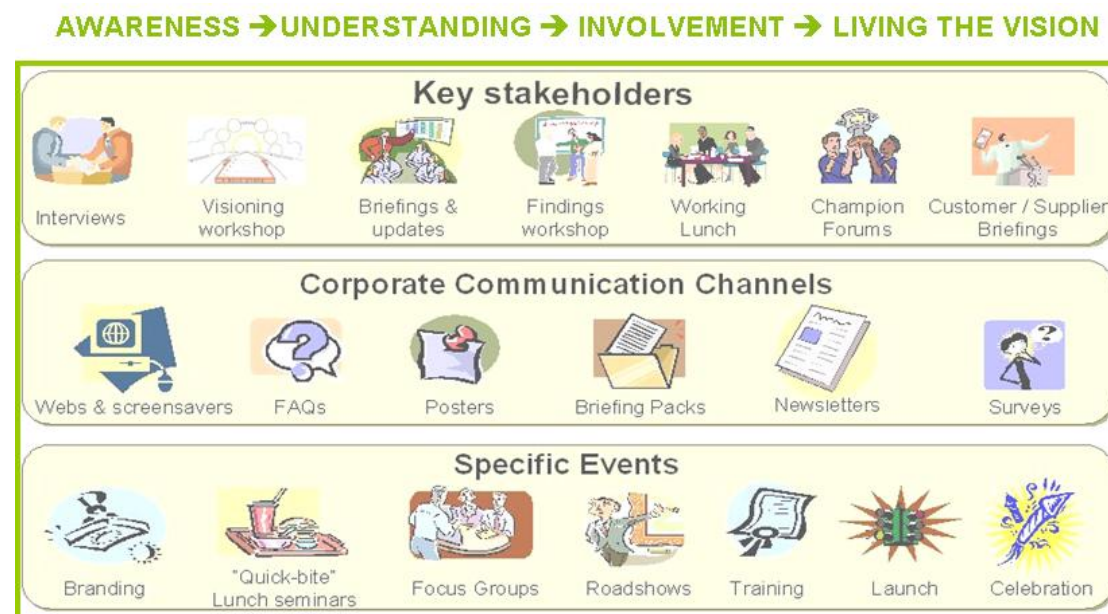 AWARENESS ➔ UNDERSTANDING ➔ INVOLVEMENT ➔ LIVING THE VISION
Key stakeholders
Interviews
Visioning
workshop
Briefings &
updates
Findings
workshop
Working
Lunch
Champion
Forums
Customer / Supplier
Briefings
Corporate Communication Channels
Webs & screensavers
FAQs
Posters
Briefing Packs
Newsletters
Surveys
Specific Events
Branding
"Quick-bite"
Lunch seminars
Focus Groups
Roadshows
Training
Launch
Celebration